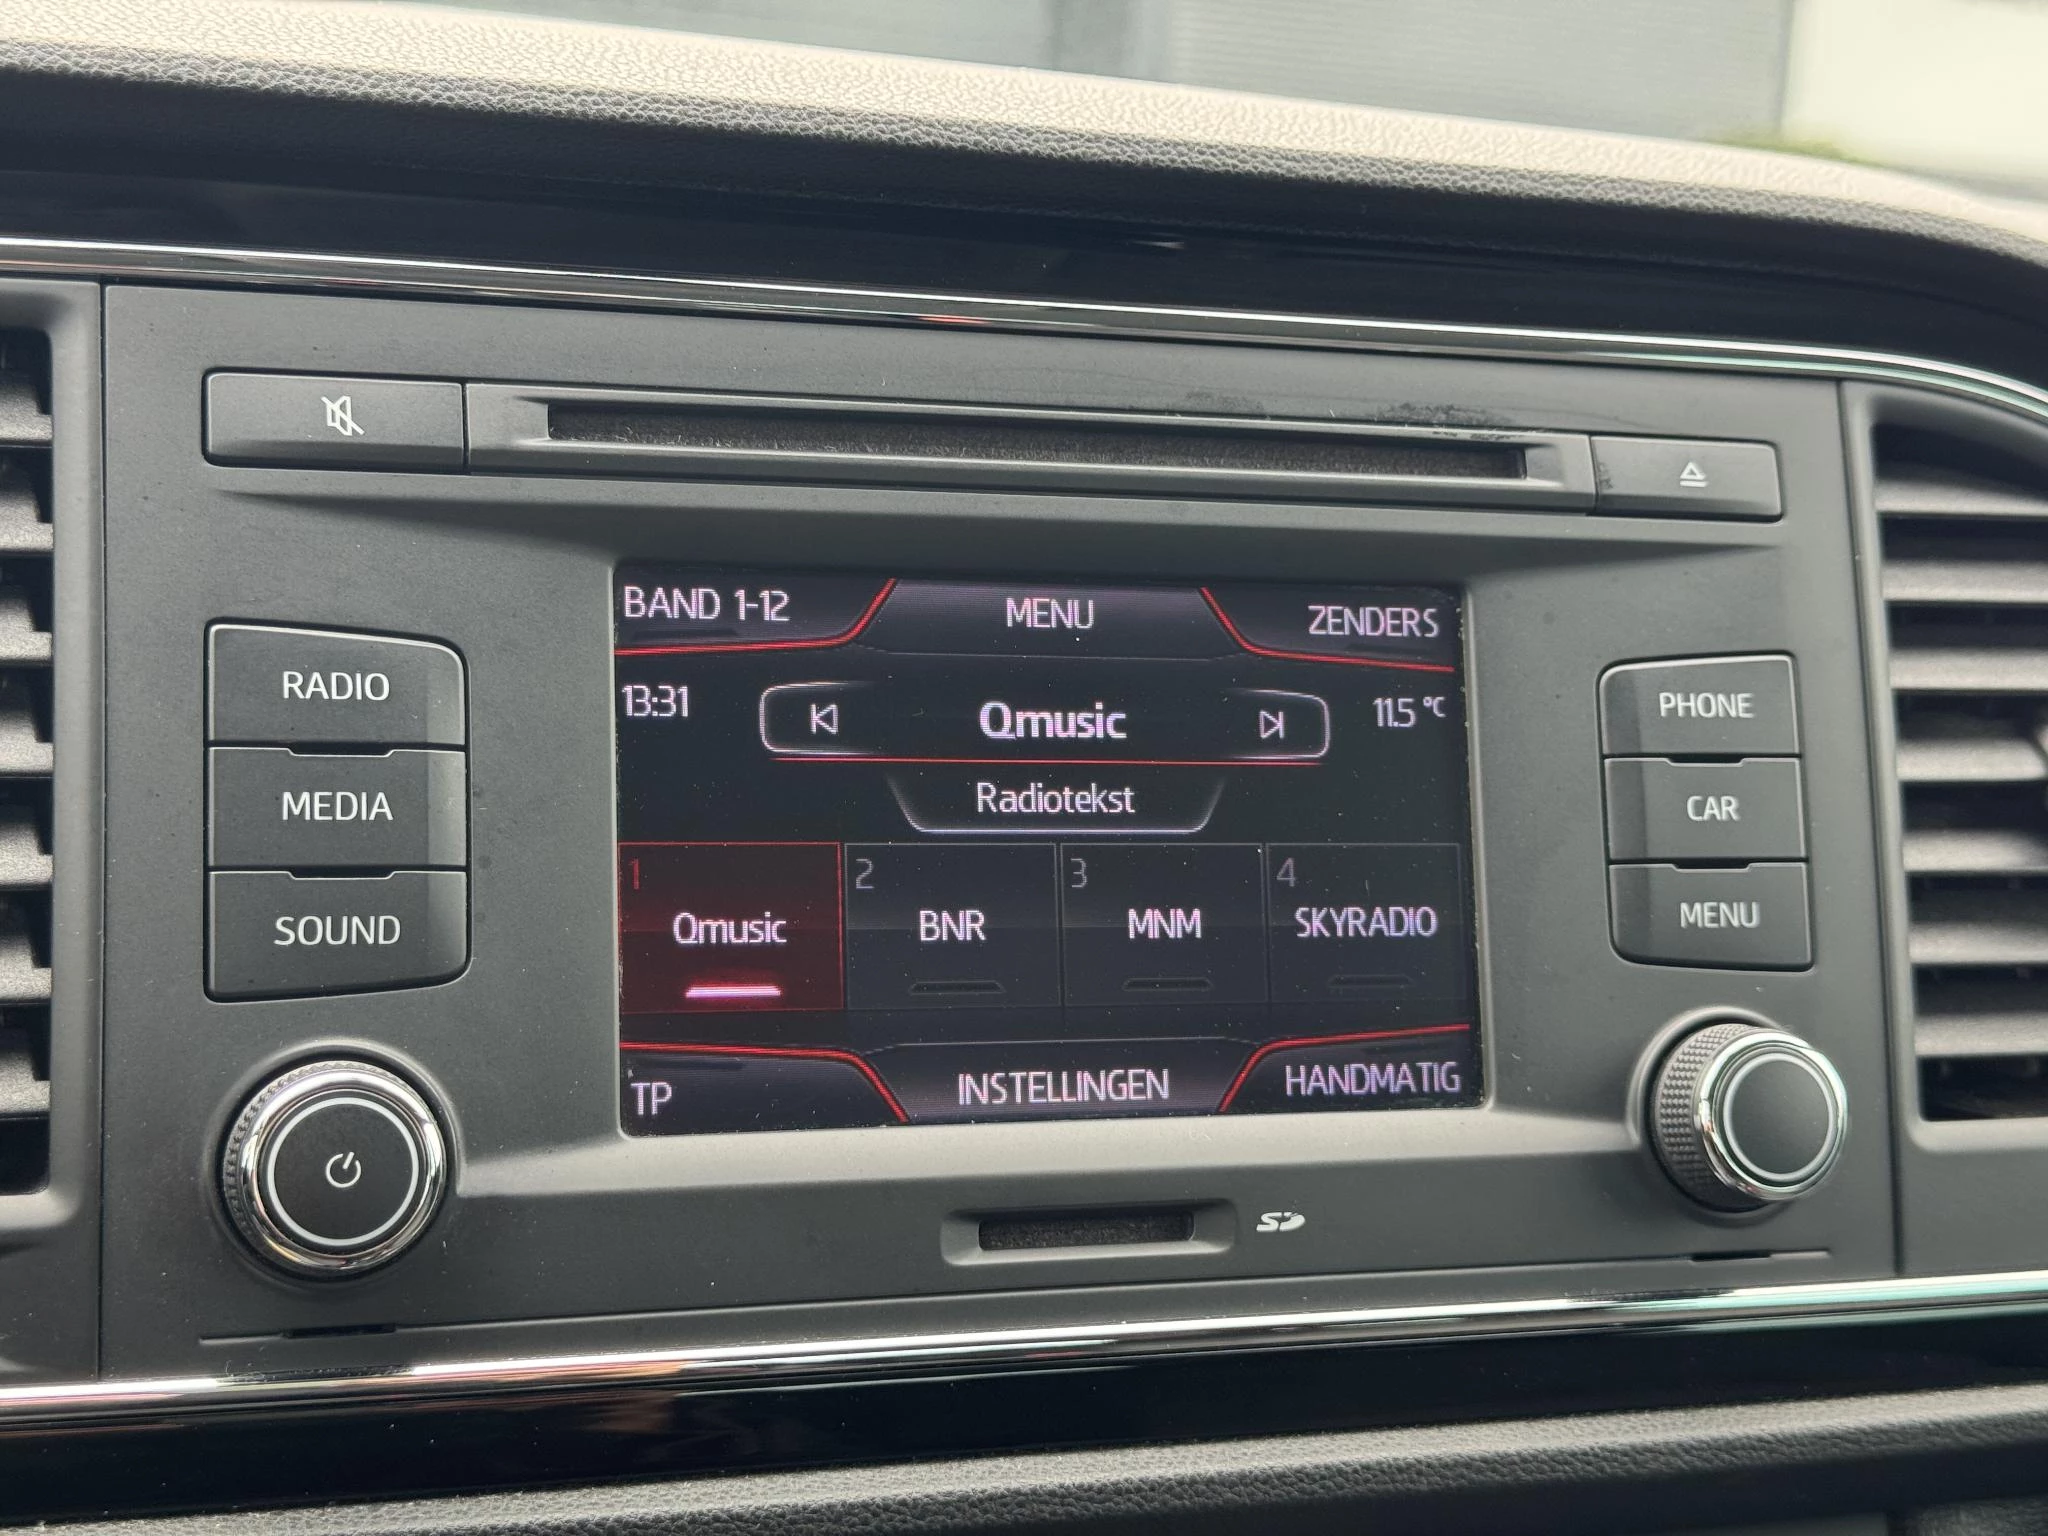 BAND 1-12
MENU
ZENDERS
13:31
Qmusic
11.5 °C
Radiotekst
RADIO
MEDIA
SOUND
PHONE
CAR
MENU
1
Qmusic
2
BNR
3
MNM
4
SKYRADIO
TP
INSTELLINGEN
HANDMATIG
SD